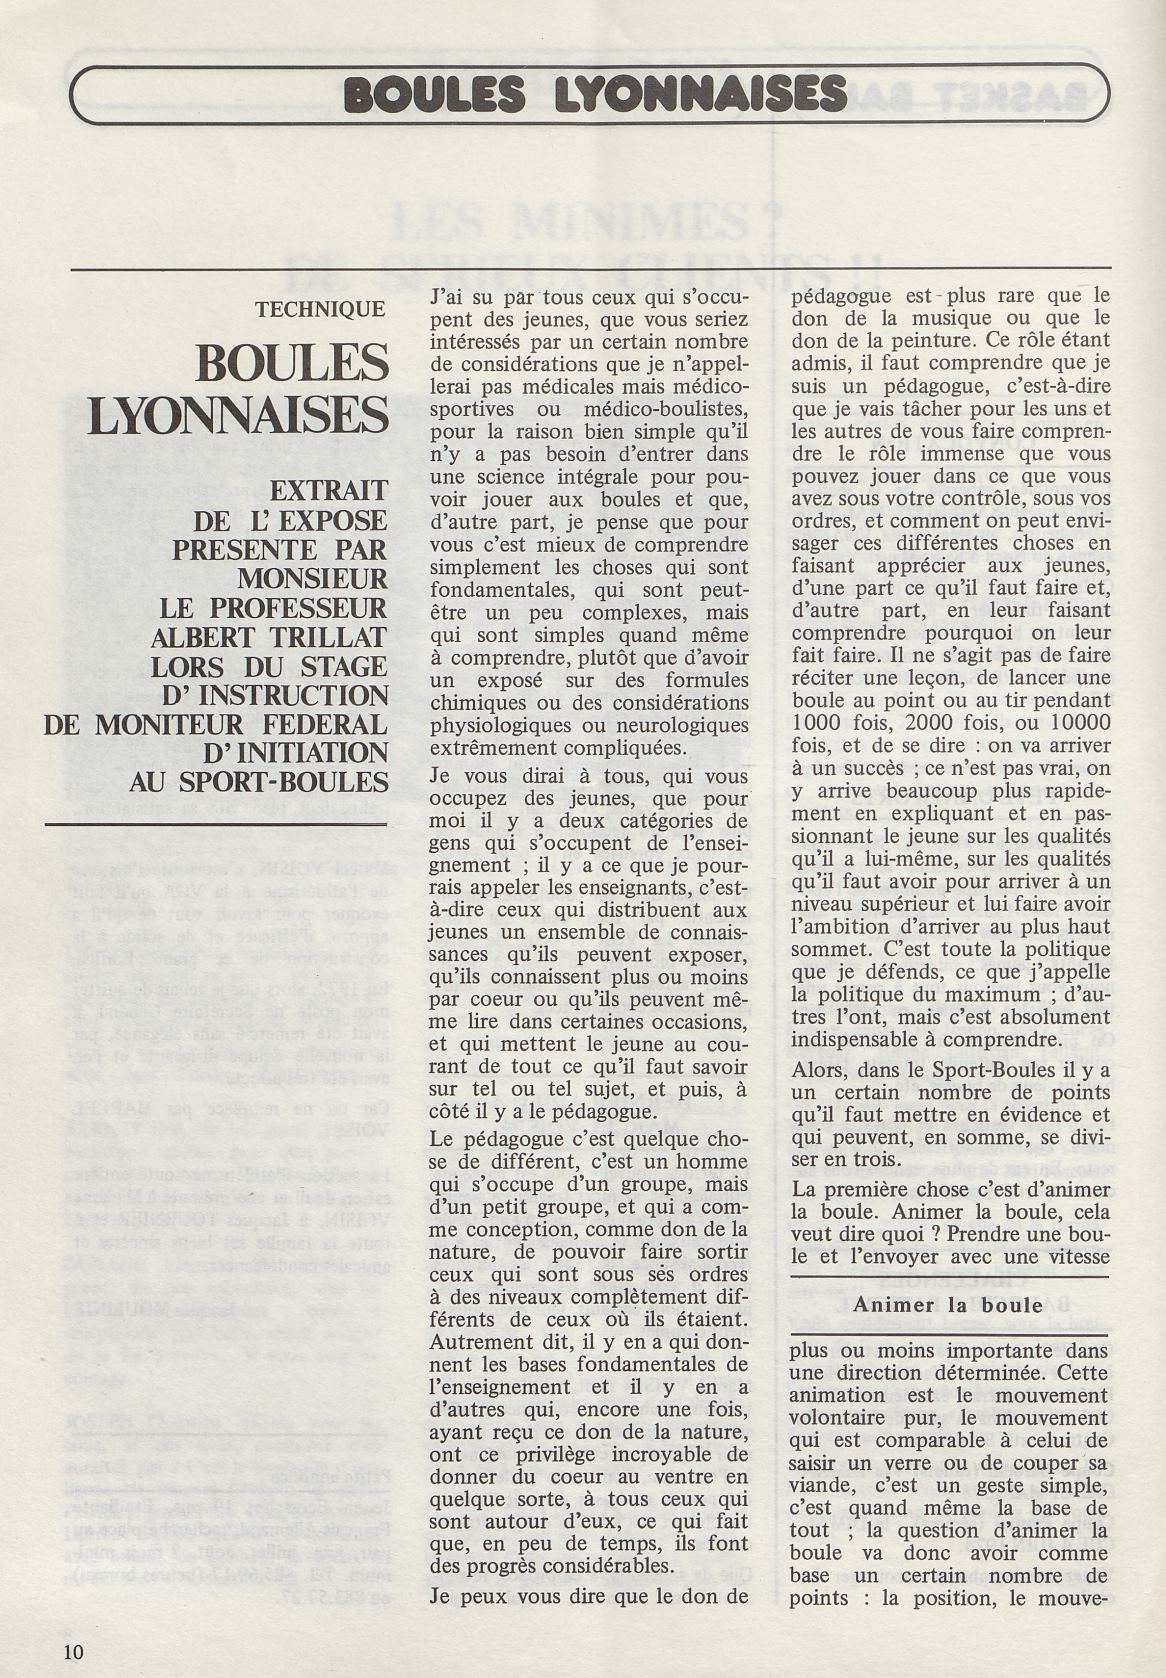 BOULES LYONNAISES
TECHNIQUE
BOULES
LYONNAISES
EXTRAIT
DE L'EXPOSE
PRESENTE PAR
MONSIEUR
LE PROFESSEUR
ALBERT TRILLAT
LORS DU STAGE
D'INSTRUCTION
DE MONITEUR FEDERAL
D'INITIATION
AU SPORT-BOULES
J'ai su par tous ceux qui s'occu-
pent des jeunes, que vous seriez
intéressés par un certain nombre
de considérations que je n'appel-
lerai pas médicales mais médico-
sportives ou médico-boulistes,
pour la raison bien simple qu'il
n'y a pas besoin d'entrer dans
une science intégrale pour pou-
voir jouer aux boules et que,
d'autre part, je pense que pour
vous c'est mieux de comprendre
simplement les choses qui sont
fondamentales, qui sont peut-
être un peu complexes, mais
qui sont simples quand même
à comprendre, plutôt que d'avoir
un exposé sur des formules
chimiques ou des considérations
physiologiques ou neurologiques
extrêmement compliquées.
Je vous dirai à tous, qui vous
occupez des jeunes, que pour
moi il y a deux catégories de
gens qui s'occupent de l'ensei-
gnement ; il y a ce que je pour-
rais appeler les enseignants, c'est-
à-dire ceux qui distribuent aux
jeunes un ensemble de connais-
sances qu'ils peuvent exposer,
qu'ils connaissent plus ou moins
par coeur ou qu'ils peuvent mê-
me lire dans certaines occasions,
et qui mettent le jeune au cou-
rant de tout ce qu'il faut savoir
sur tel ou tel sujet, et puis, à
côté il y a le pédagogue.
Le pédagogue c'est quelque cho-
se de différent, c'est un homme
qui s'occupe d'un groupe, mais
d'un petit groupe, et qui a com-
me conception, comme don de la
nature, de pouvoir faire sortir
ceux qui sont sous ses ordres
à des niveaux complètement dif-
férents de ceux où ils étaient.
Autrement dit, il y en a qui don-
nent les bases fondamentales de
l'enseignement et il y en a
d'autres qui, encore une fois,
ayant reçu ce don de la nature,
ont ce privilège incroyable de
donner du coeur au ventre en
quelque sorte, à tous ceux qui
sont autour d'eux, ce qui fait
que, en peu de temps, ils font
des progrès considérables.
Je peux vous dire que le don de
pédagogue est plus rare que le
don de la musique ou que le
don de la peinture. Ce rôle étant
admis, il faut comprendre que je
suis un pédagogue, c'est-à-dire
que je vais tâcher pour les uns et
les autres de vous faire compren-
dre le rôle immense que vous
pouvez jouer dans ce que vous
avez sous votre contrôle, sous vos
ordres, et comment on peut envi-
sager ces différentes choses en
faisant apprécier aux jeunes,
d'une part ce qu'il faut faire et,
d'autre part, en leur faisant
comprendre pourquoi on leur
fait faire. Il ne s'agit pas de faire
réciter une leçon, de lancer une
boule au point ou au tir pendant
1000 fois, 2000 fois, ou 10000
fois, et de se dire : on va arriver
à un succès ; ce n'est pas vrai, on
y arrive beaucoup plus rapide-
ment en expliquant et en pas-
sionnant le jeune sur les qualités
qu'il a lui-même, sur les qualités
qu'il faut avoir pour arriver à un
niveau supérieur et lui faire avoir
l'ambition d'arriver au plus haut
sommet. C'est toute la politique
que je défends, ce que j'appelle
la politique du maximum ; d'au-
tres l'ont, mais c'est absolument
indispensable à comprendre.
Alors, dans le Sport-Boules il y a
un certain nombre de points
qu'il faut mettre en évidence et
qui peuvent, en somme, se divi-
ser en trois.
La première chose c'est d'animer
la boule. Animer la boule, cela
veut dire quoi ? Prendre une bou-
le et l'envoyer avec une vitesse
Animer la boule
plus ou moins importante dans
une direction déterminée. Cette
animation est le mouvement
volontaire pur, le mouvement
qui est comparable à celui de
saisir un verre ou de couper sa
viande, c'est un geste simple,
c'est quand même la base de
tout ; la question d'animer la
boule va donc avoir comme
base un certain nombre de
points : la position, le mouve-
10